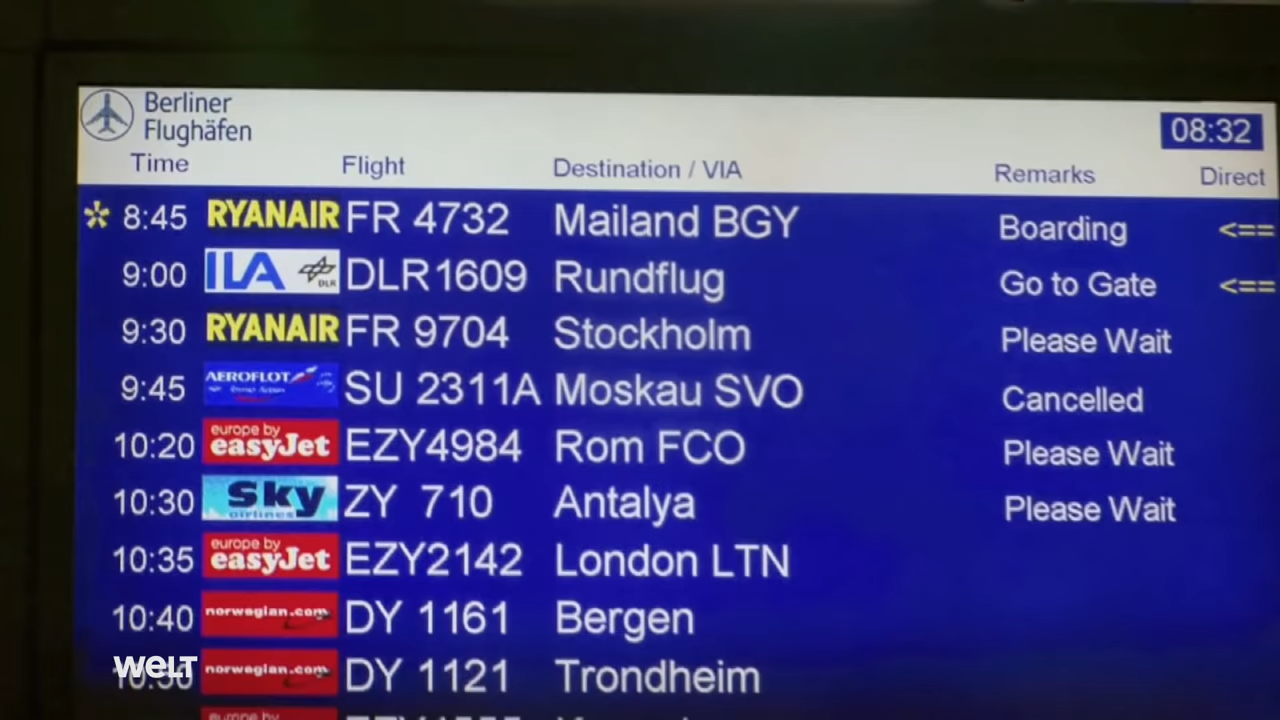 Berliner
Flughäfen
08:32
Time Flight Destination / VIA Remarks Direct
* 8:45 RYANAIR FR 4732 Mailand BGY Boarding <==
9:00 ILA DLR DLR1609 Rundflug Go to Gate <==
9:30 RYANAIR FR 9704 Stockholm Please Wait
9:45 AEROFLOT SU 2311A Moskau SVO Cancelled
10:20 europe by easyJet EZY4984 Rom FCO Please Wait
10:30 Sky airlines ZY 710 Antalya Please Wait
10:35 europe by easyJet EZY2142 London LTN
10:40 norwegian.com DY 1161 Bergen
norwegian.com DY 1121 Trondheim
WELT
europe by